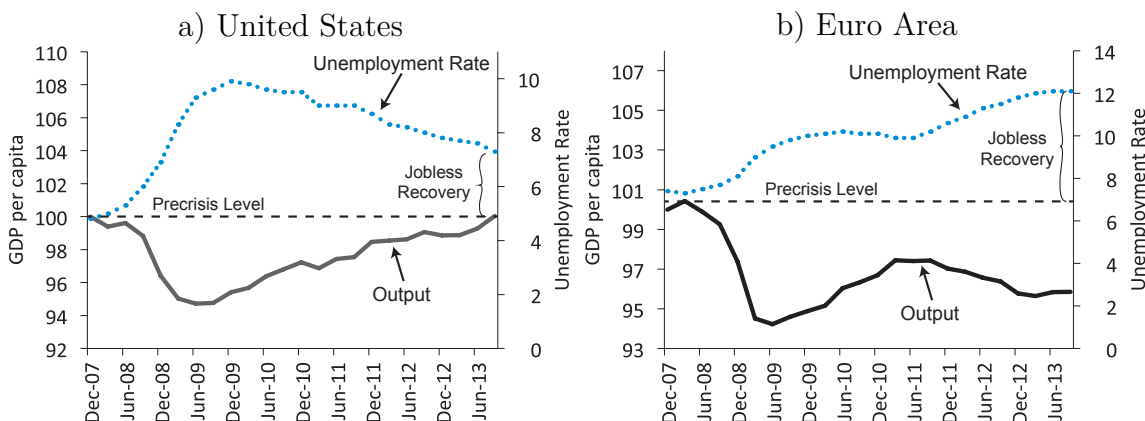 a) United States
110
108
106
104
102
100
98
96
94
92
GDP per capita
Unemployment Rate
Jobless
Recovery
Precrisis Level
Output
10
8
6
4
2
0
Unemployment Rate
Dec-07
Jun-08
Dec-08
Jun-09
Dec-09
Jun-10
Dec-10
Jun-11
Dec-11
Jun-12
Dec-12
Jun-13
b) Euro Area
107
105
103
101
99
97
95
93
GDP per capita
Unemployment Rate
Jobless
Recovery
Precrisis Level
Output
14
12
10
8
6
4
2
0
Unemployment Rate
Dec-07
Jun-08
Dec-08
Jun-09
Dec-09
Jun-10
Dec-10
Jun-11
Dec-11
Jun-12
Dec-12
Jun-13